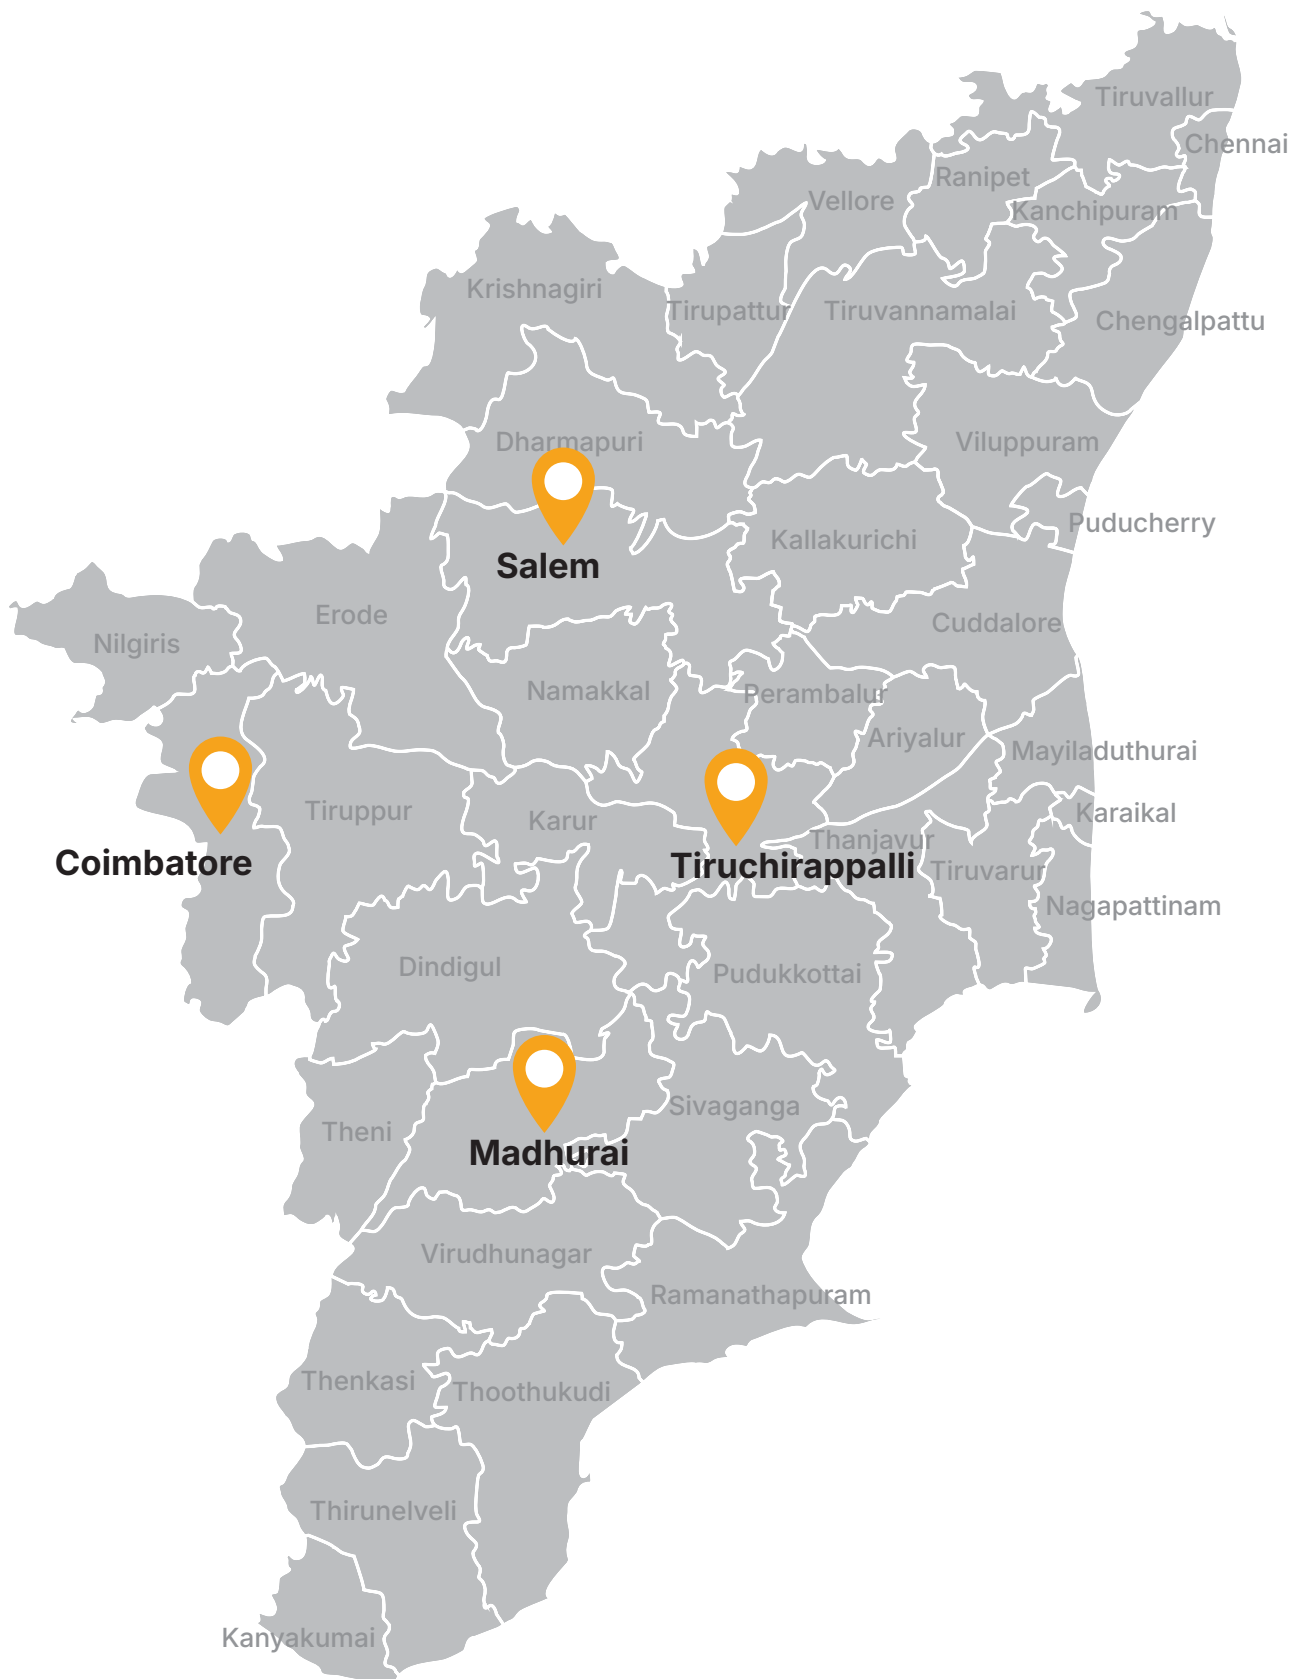 Tiruvallur
Chennai
Ranipet
Vellore
Kanchipuram
Krishnagiri
Tirupattur
Tiruvannamalai
Chengalpattu
Dharmapuri
Viluppuram
Puducherry
Kallakurichi
Salem
Erode
Cuddalore
Nilgiris
Namakkal
Perambalur
Ariyalur
Mayiladuthurai
Tiruppur
Karur
Karaikal
Thanjavur
Coimbatore
Tiruchirappalli
Tiruvarur
Nagapattinam
Dindigul
Pudukkottai
Sivaganga
Theni
Madhurai
Virudhunagar
Ramanathapuram
Thenkasi
Thoothukudi
Thirunelveli
Kanyakumai